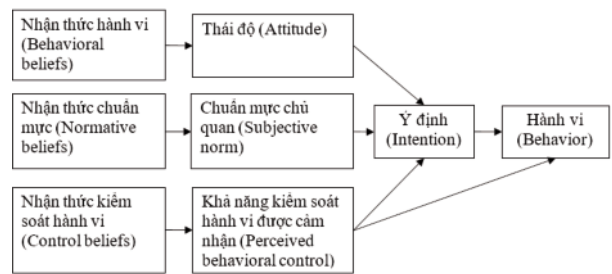 Nhận thức hành vi
(Behavioral
beliefs)
Thái độ (Attitude)
Nhận thức chuẩn
mực (Normative
beliefs)
Chuẩn mực chủ
quan (Subjective
norm)
Ý định
(Intention)
Hành vi
(Behavior)
Nhận thức kiểm
soát hành vi
(Control beliefs)
Khả năng kiểm soát
hành vi được cảm
nhận (Perceived
behavioral control)